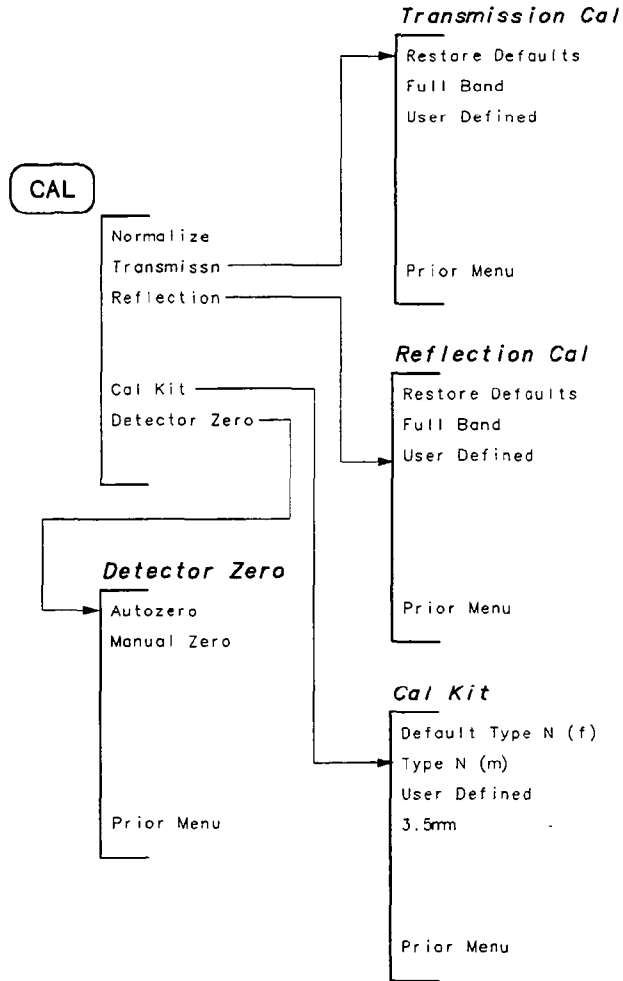 Transmission Cal
Restore Defaults
Full Band
User Defined
Prior Menu
CAL
Normalize
Transmissn
Reflection
Cal Kit
Detector Zero
Reflection Cal
Restore Defaults
Full Band
User Defined
Prior Menu
Detector Zero
Autozero
Manual Zero
Prior Menu
Cal Kit
Default Type N (f)
Type N (m)
User Defined
3.5mm
Prior Menu